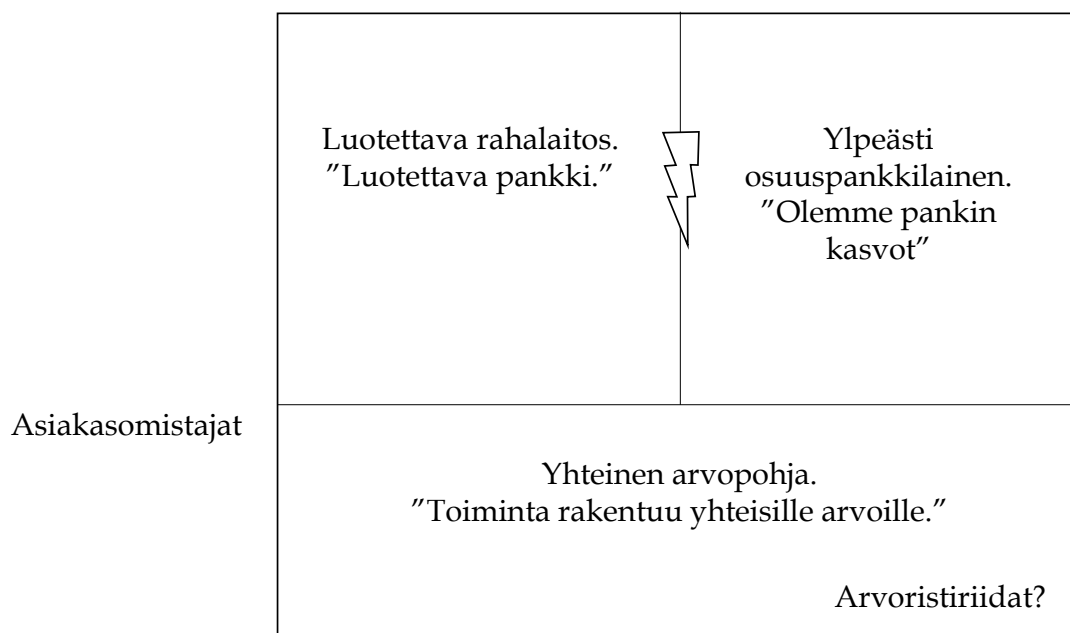 Luotettava rahalaitos.
”Luotettava pankki.”
Ylpeästi
osuuspankkilainen.
”Olemme pankin
kasvot”
Asiakasomistajat
Yhteinen arvopohja.
”Toiminta rakentuu yhteisille arvoille.”
Arvoristiriidat?